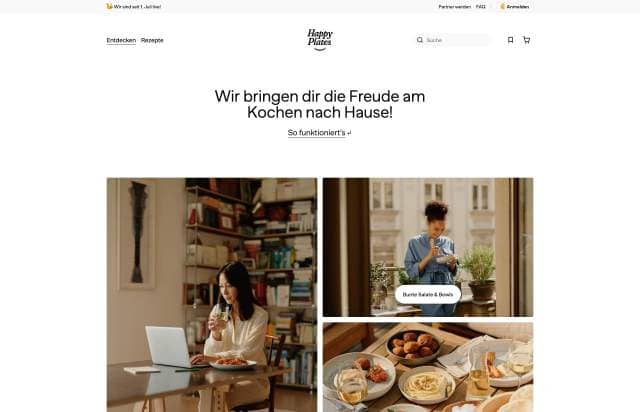 Wir sind seit 1. Juli live!
Partner werden
FAQ
Anmelden
Entdecken
Rezepte
Happy
Plates
Suche
Wir bringen dir die Freude am
Kochen nach Hause!
So funktioniert's
Bunte Salate & Bowls